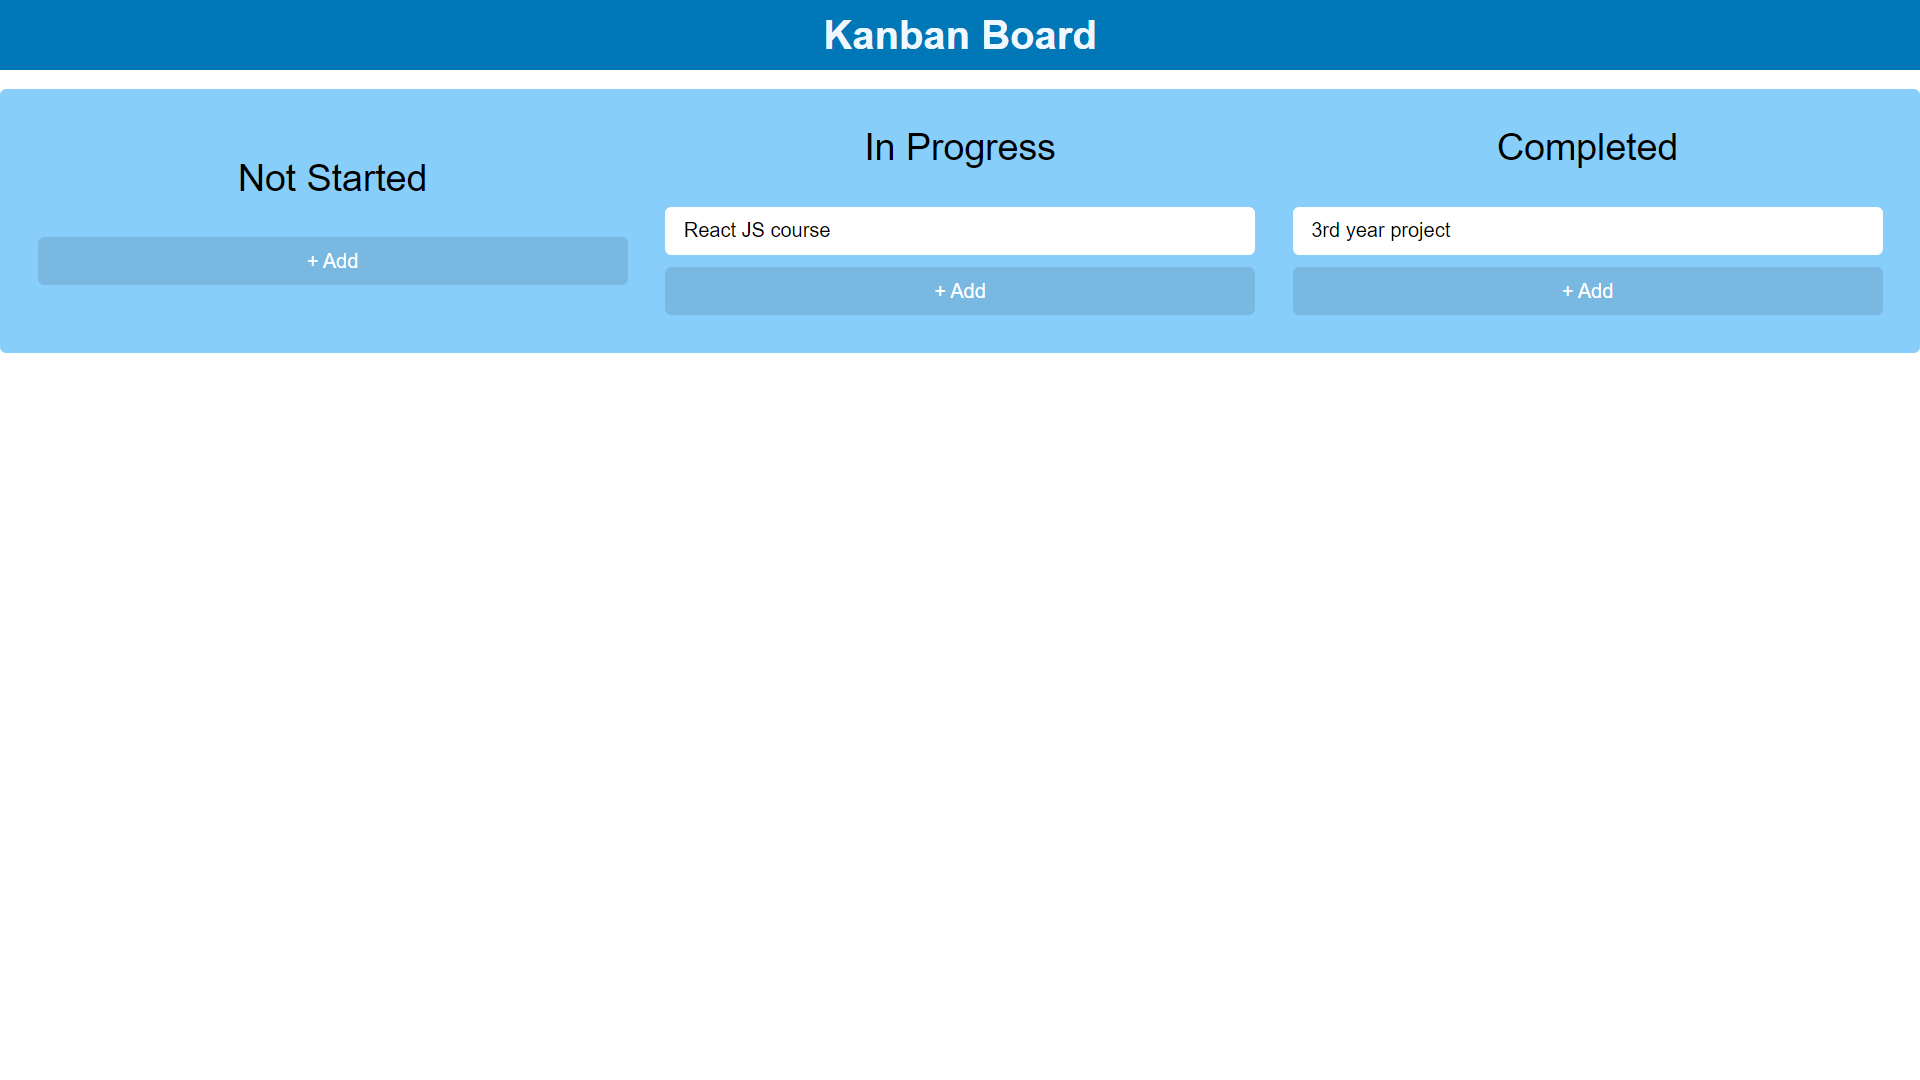 Kanban Board
Not Started
+ Add
In Progress
React JS course
+ Add
Completed
3rd year project
+ Add